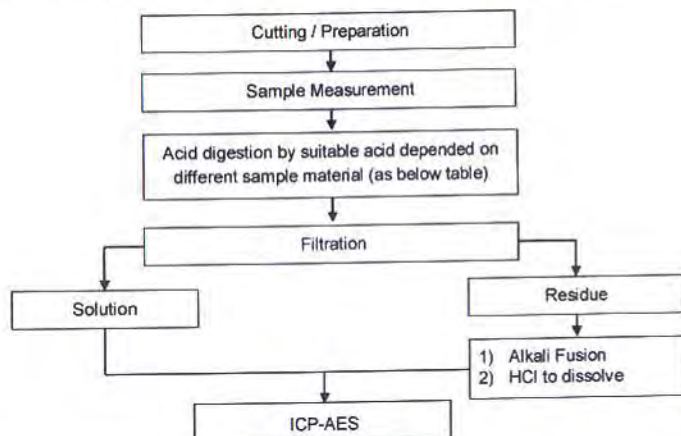 Cutting / Preparation
Sample Measurement
Acid digestion by suitable acid depended on
different sample material (as below table)
Filtration
Solution
Residue
1) Alkali Fusion
2) HCl to dissolve
ICP-AES